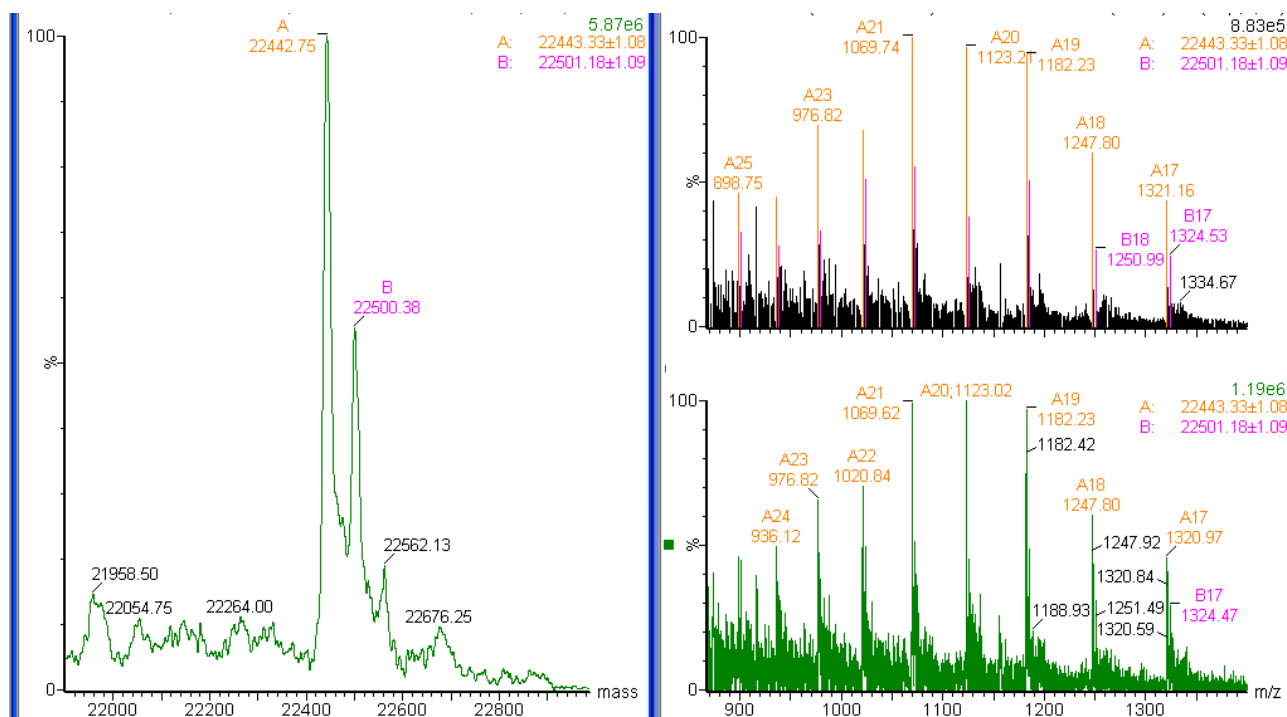 5.87e6
A
22442.75
A: 22443.33±1.08
B: 22501.18±1.09
100
B
22500.38
%
22562.13
21958.50
22054.75
22264.00
22676.25
0
mass
22000 22200 22400 22600 22800
8.83e5
A21
1069.74
A20
1123.21
A19
1182.23
A: 22443.33±1.08
B: 22501.18±1.09
100
A23
976.82
A18
1247.80
A25
898.75
A17
1321.16
%
B17
1324.53
B18
1250.99
1334.67
0
1.19e6
A21
1069.62
A20;1123.02
A19
1182.23
A: 22443.33±1.08
B: 22501.18±1.09
100
1182.42
A23
976.82
A22
1020.84
A18
1247.80
A24
936.12
A17
1320.97
%
1247.92
1320.84
B17
1324.47
1188.93
1251.49
1320.59
0
m/z
900 1000 1100 1200 1300